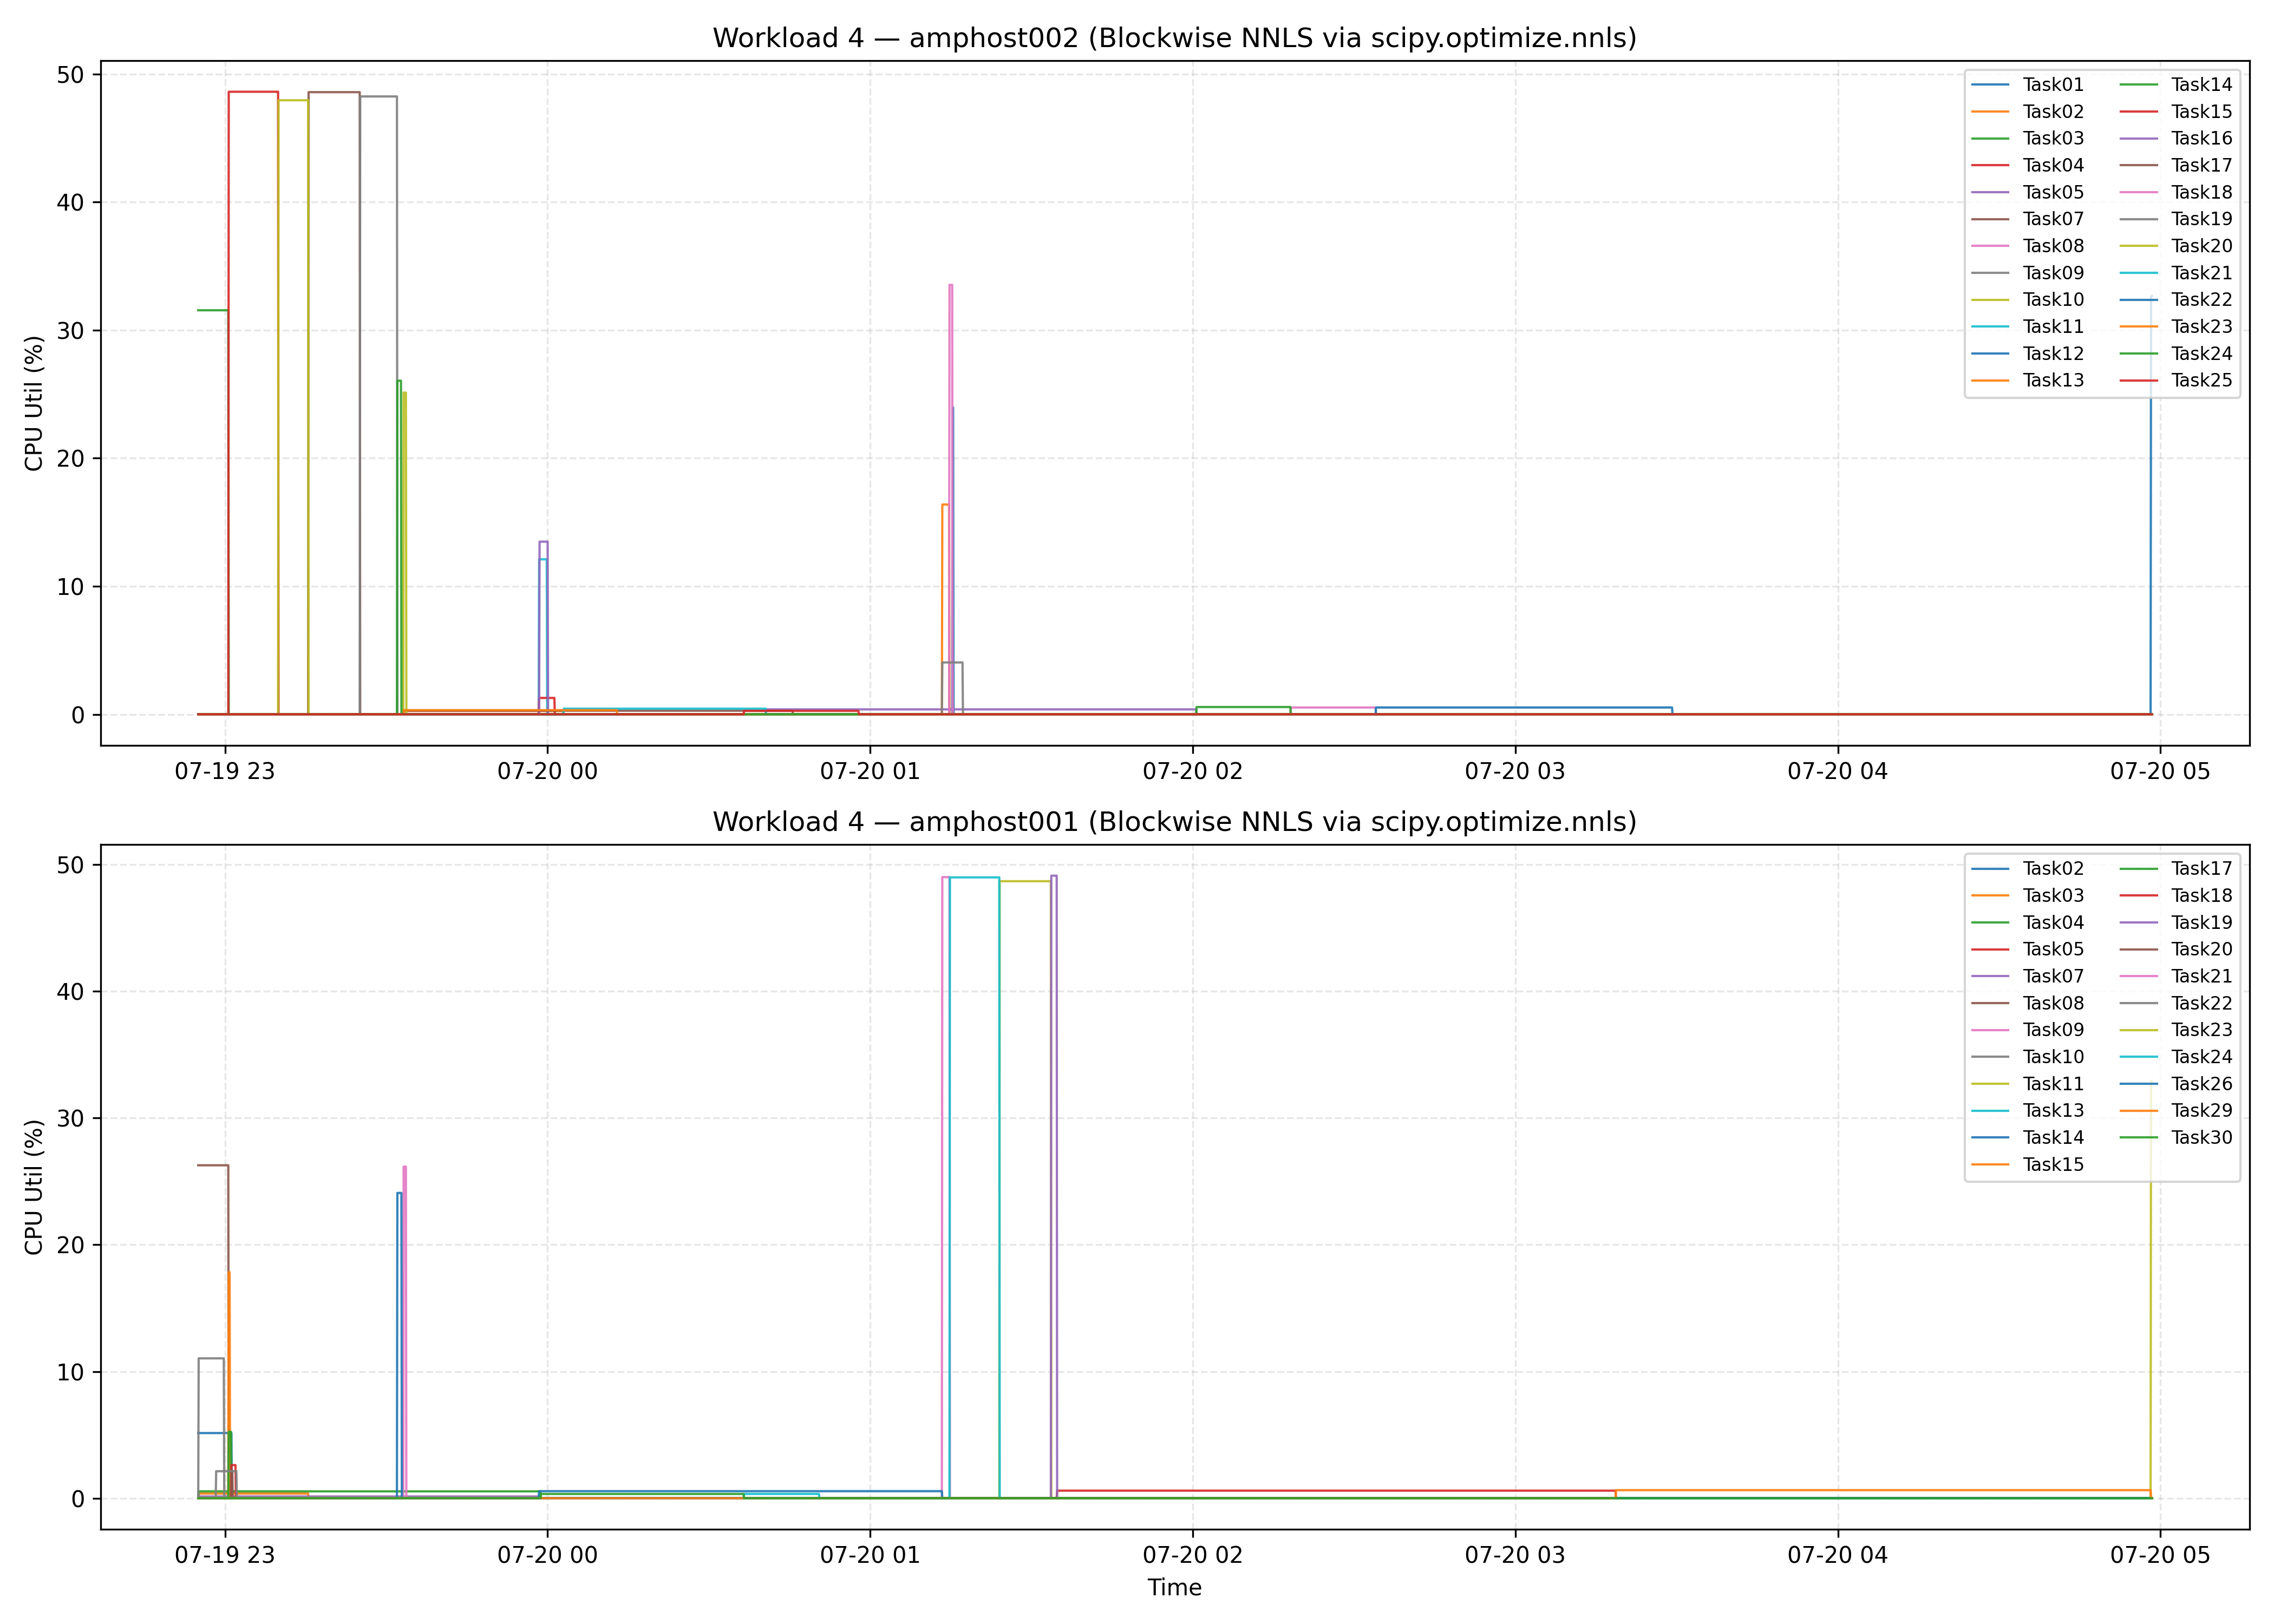 Workload 4 — amphost002 (Blockwise NNLS via scipy.optimize.nnls)
CPU Util (%)
50
40
30
20
10
0
Task01
Task02
Task03
Task04
Task05
Task07
Task08
Task09
Task10
Task11
Task12
Task13
Task14
Task15
Task16
Task17
Task18
Task19
Task20
Task21
Task22
Task23
Task24
Task25
07-19 23
07-20 00
07-20 01
07-20 02
07-20 03
07-20 04
07-20 05
Workload 4 — amphost001 (Blockwise NNLS via scipy.optimize.nnls)
CPU Util (%)
50
40
30
20
10
0
Task02
Task03
Task04
Task05
Task07
Task08
Task09
Task10
Task11
Task13
Task14
Task15
Task17
Task18
Task19
Task20
Task21
Task22
Task23
Task24
Task26
Task29
Task30
07-19 23
07-20 00
07-20 01
07-20 02
07-20 03
07-20 04
07-20 05
Time